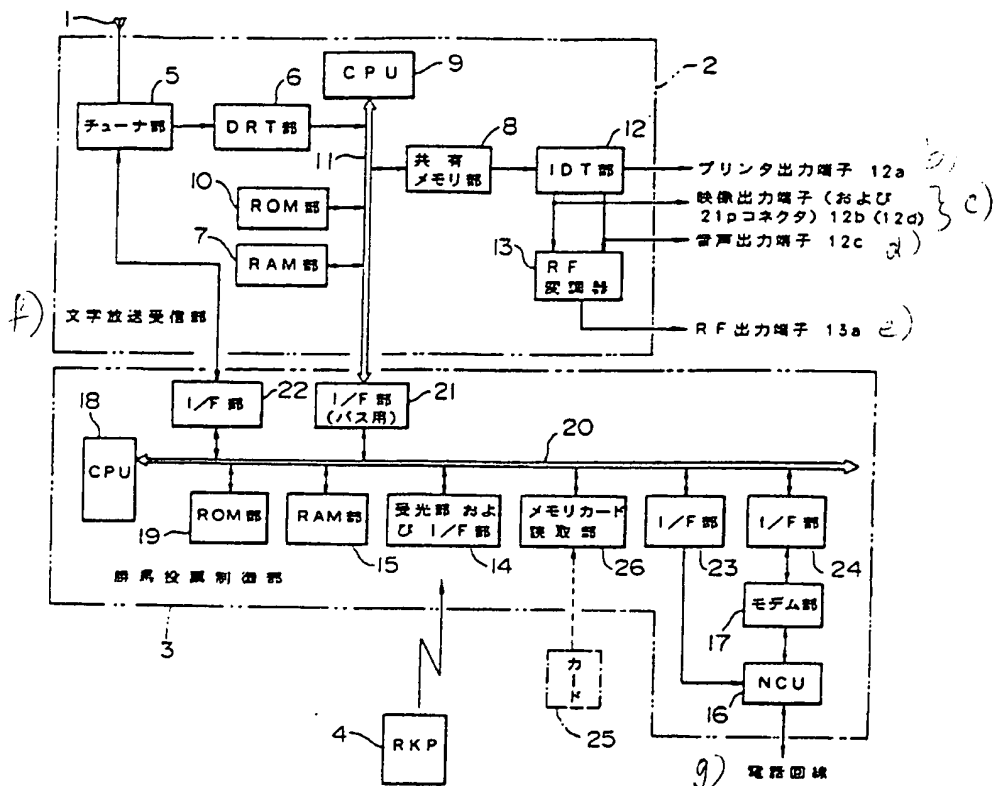 1
5
チューナ部
6
DRT部
CPU
9
2
11
8
共有
メモリ部
12
IDT部
プリンタ出力端子 12a b)
映像出力端子(および
21pコネクタ) 12b (12d) } c)
音声出力端子 12c d)
10
ROM部
7
RAM部
13
RF
変調器
RF出力端子 13a e)
f) 文字放送受信部
18
CPU
I/F部
22
I/F部
(バス用)
21
20
ROM部
19
RAM部
15
受光部および
び I/F部
14
メモリカード
読取部
26
I/F部
23
I/F部
24
勝馬投票制御部
3
モデム部
17
NCU
16
カード
25
4
RKP
g) 電話回線